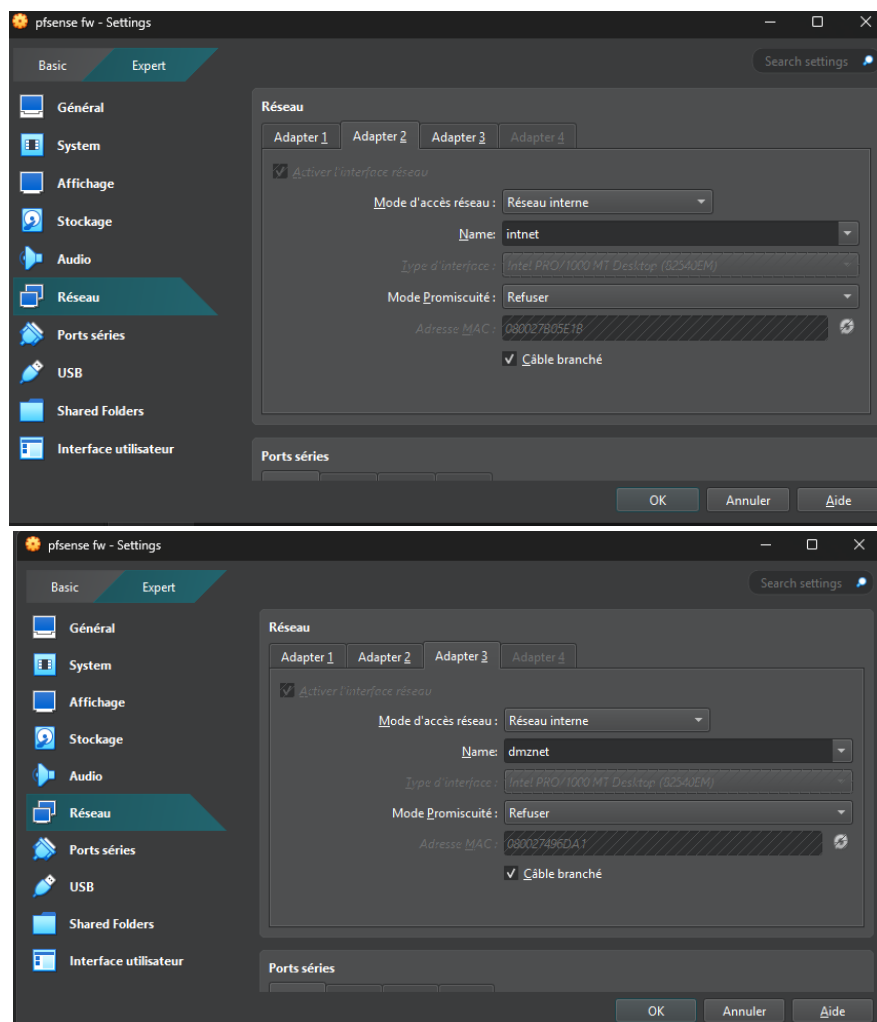 pfsense fw - Settings
Basic Expert Search settings
Général
System
Affichage
Stockage
Audio
Réseau
Ports séries
USB
Shared Folders
Interface utilisateur
Réseau
Adapter 1 Adapter 2 Adapter 3 Adapter 4
Activer l'interface réseau
Mode d'accès réseau : Réseau interne
Name: intnet
Type d'interface : Intel PRO/1000 MT Desktop (82540EM)
Mode Promiscuité : Refuser
Adresse MAC : 080027B05E1B
Câble branché
Ports séries
OK Annuler Aide
pfsense fw - Settings
Basic Expert Search settings
Général
System
Affichage
Stockage
Audio
Réseau
Ports séries
USB
Shared Folders
Interface utilisateur
Réseau
Adapter 1 Adapter 2 Adapter 3 Adapter 4
Activer l'interface réseau
Mode d'accès réseau : Réseau interne
Name: dmznet
Type d'interface : Intel PRO/1000 MT Desktop (82540EM)
Mode Promiscuité : Refuser
Adresse MAC : 080027496DA1
Câble branché
Ports séries
OK Annuler Aide